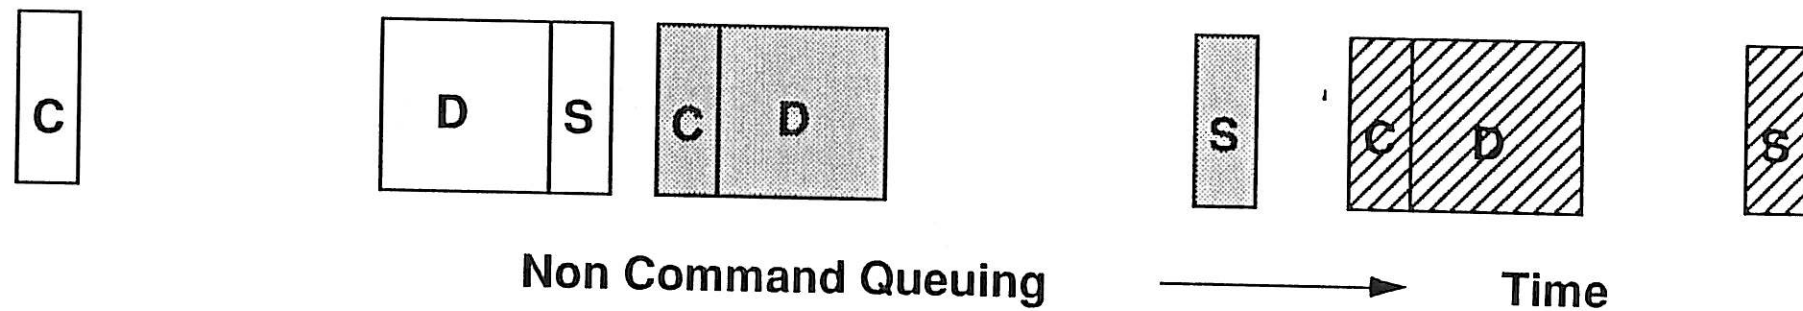 C D S C D S C D S
Non Command Queuing Time